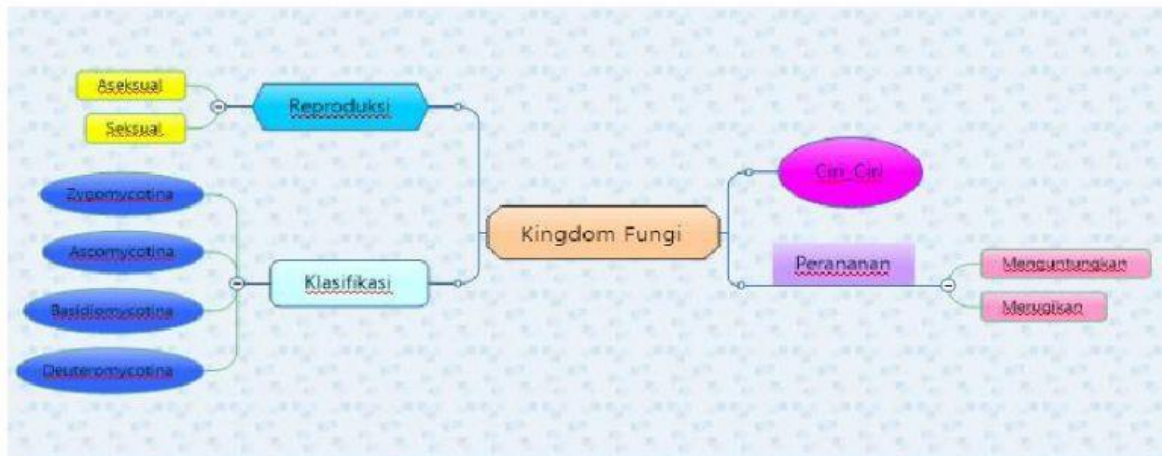 Aseksual
Seksual
Reproduksi
Zygomycotina
Ascomycotina
Basidiomycotina
Deuteromycotina
Klasifikasi
Kingdom Fungi
Ciri_Ciri
Perananan
Menguntungkan
Merugikan